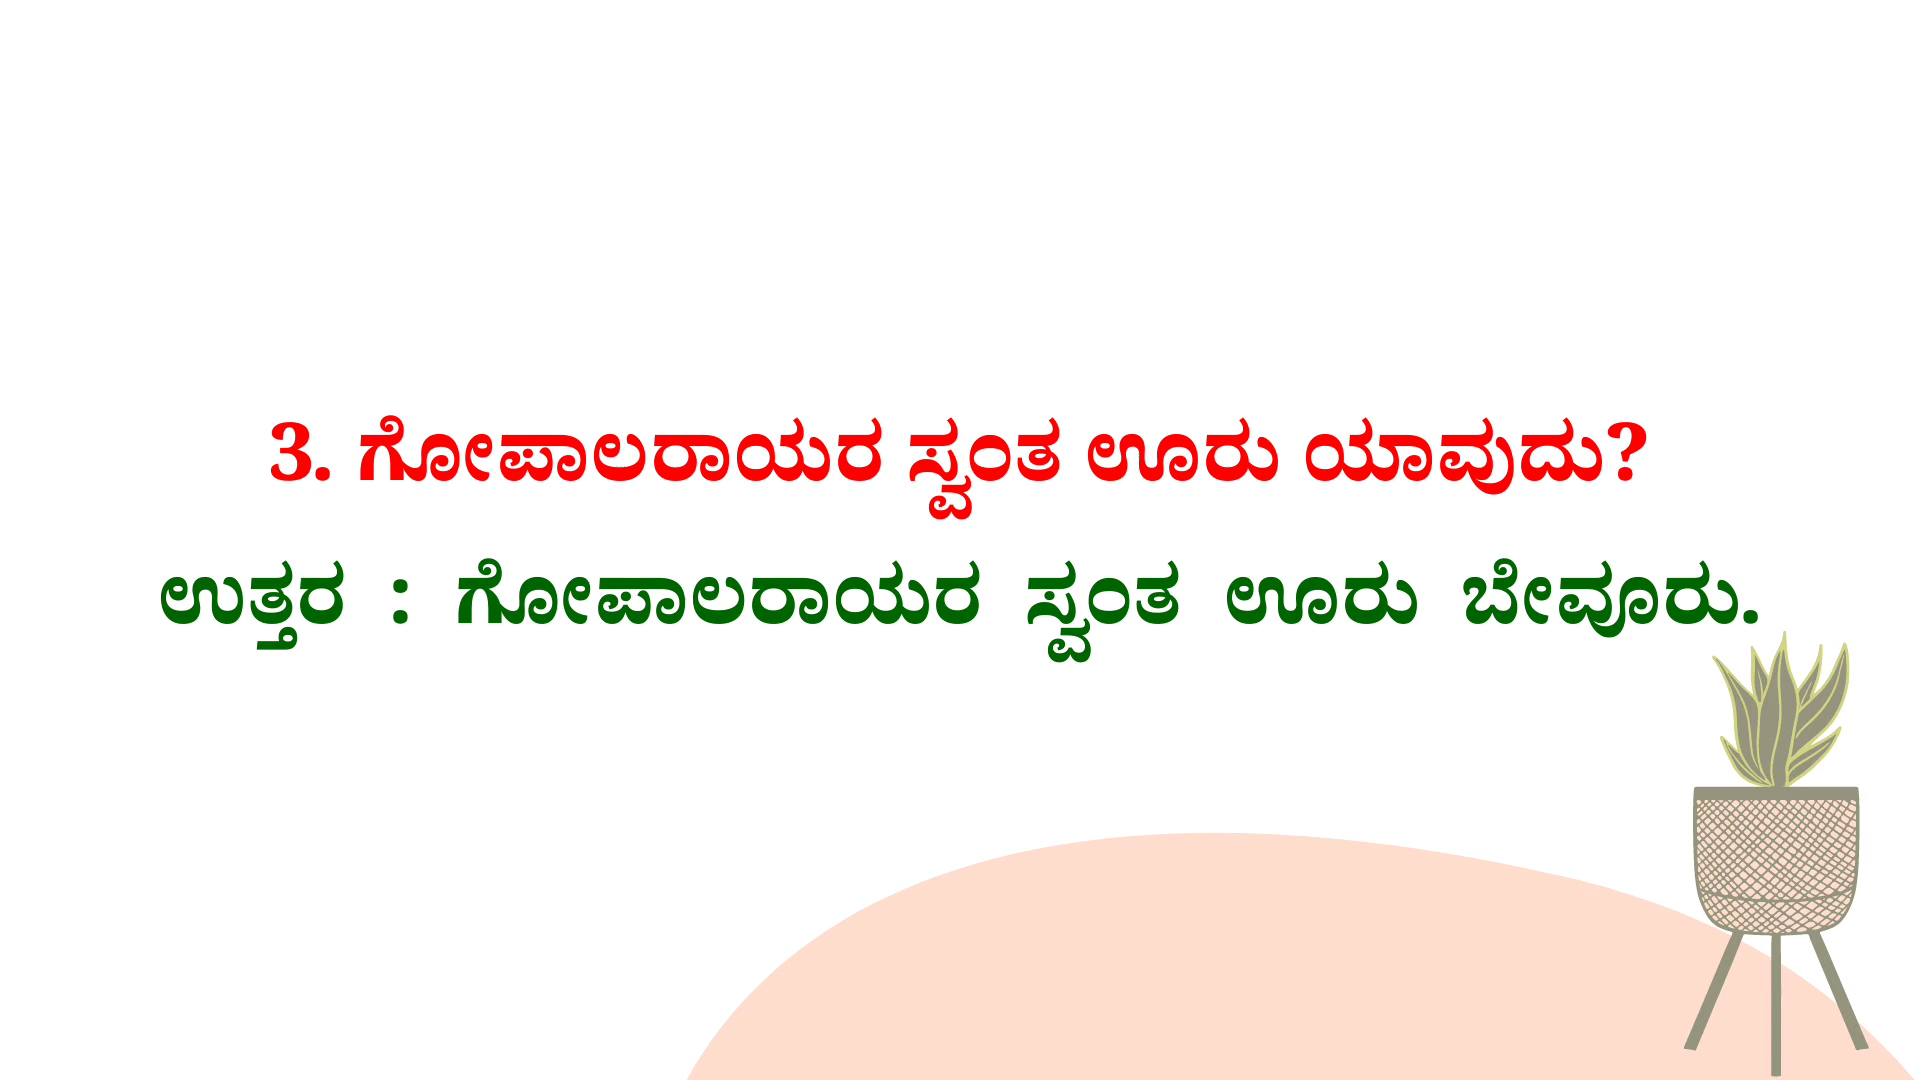 3. ಗೋಪಾಲರಾಯರ ಸ್ವಂತ ಊರು ಯಾವುದು?
ಉತ್ತರ : ಗೋಪಾಲರಾಯರ ಸ್ವಂತ ಊರು ಬೇವೂರು.